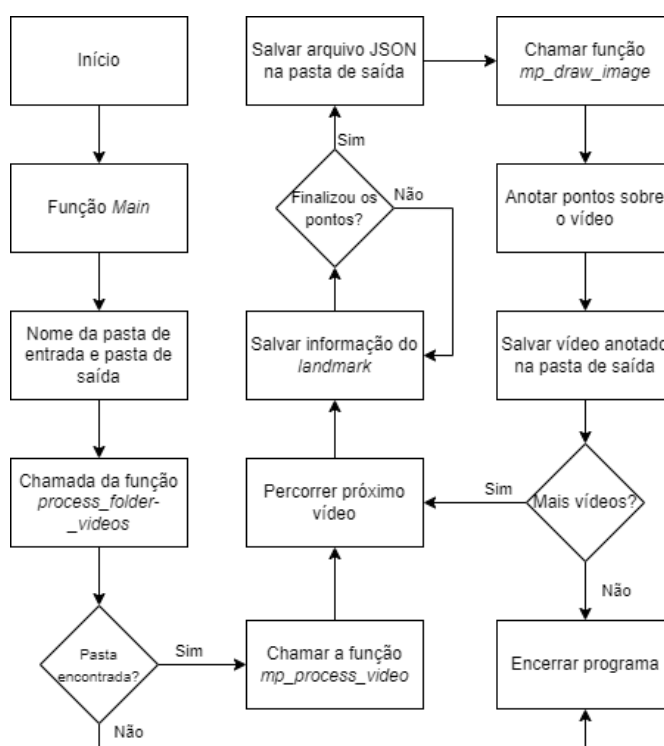 Início
Função Main
Nome da pasta de
entrada e pasta de
saída
Chamada da função
process_folder-
_videos
Pasta
encontrada?
Sim
Não
Chamar a função
mp_process_video
Percorrer próximo
vídeo
Salvar informação do
landmark
Finalizou os
pontos?
Não
Sim
Salvar arquivo JSON
na pasta de saída
Chamar função
mp_draw_image
Anotar pontos sobre
o vídeo
Salvar vídeo anotado
na pasta de saída
Mais vídeos?
Sim
Não
Encerrar programa